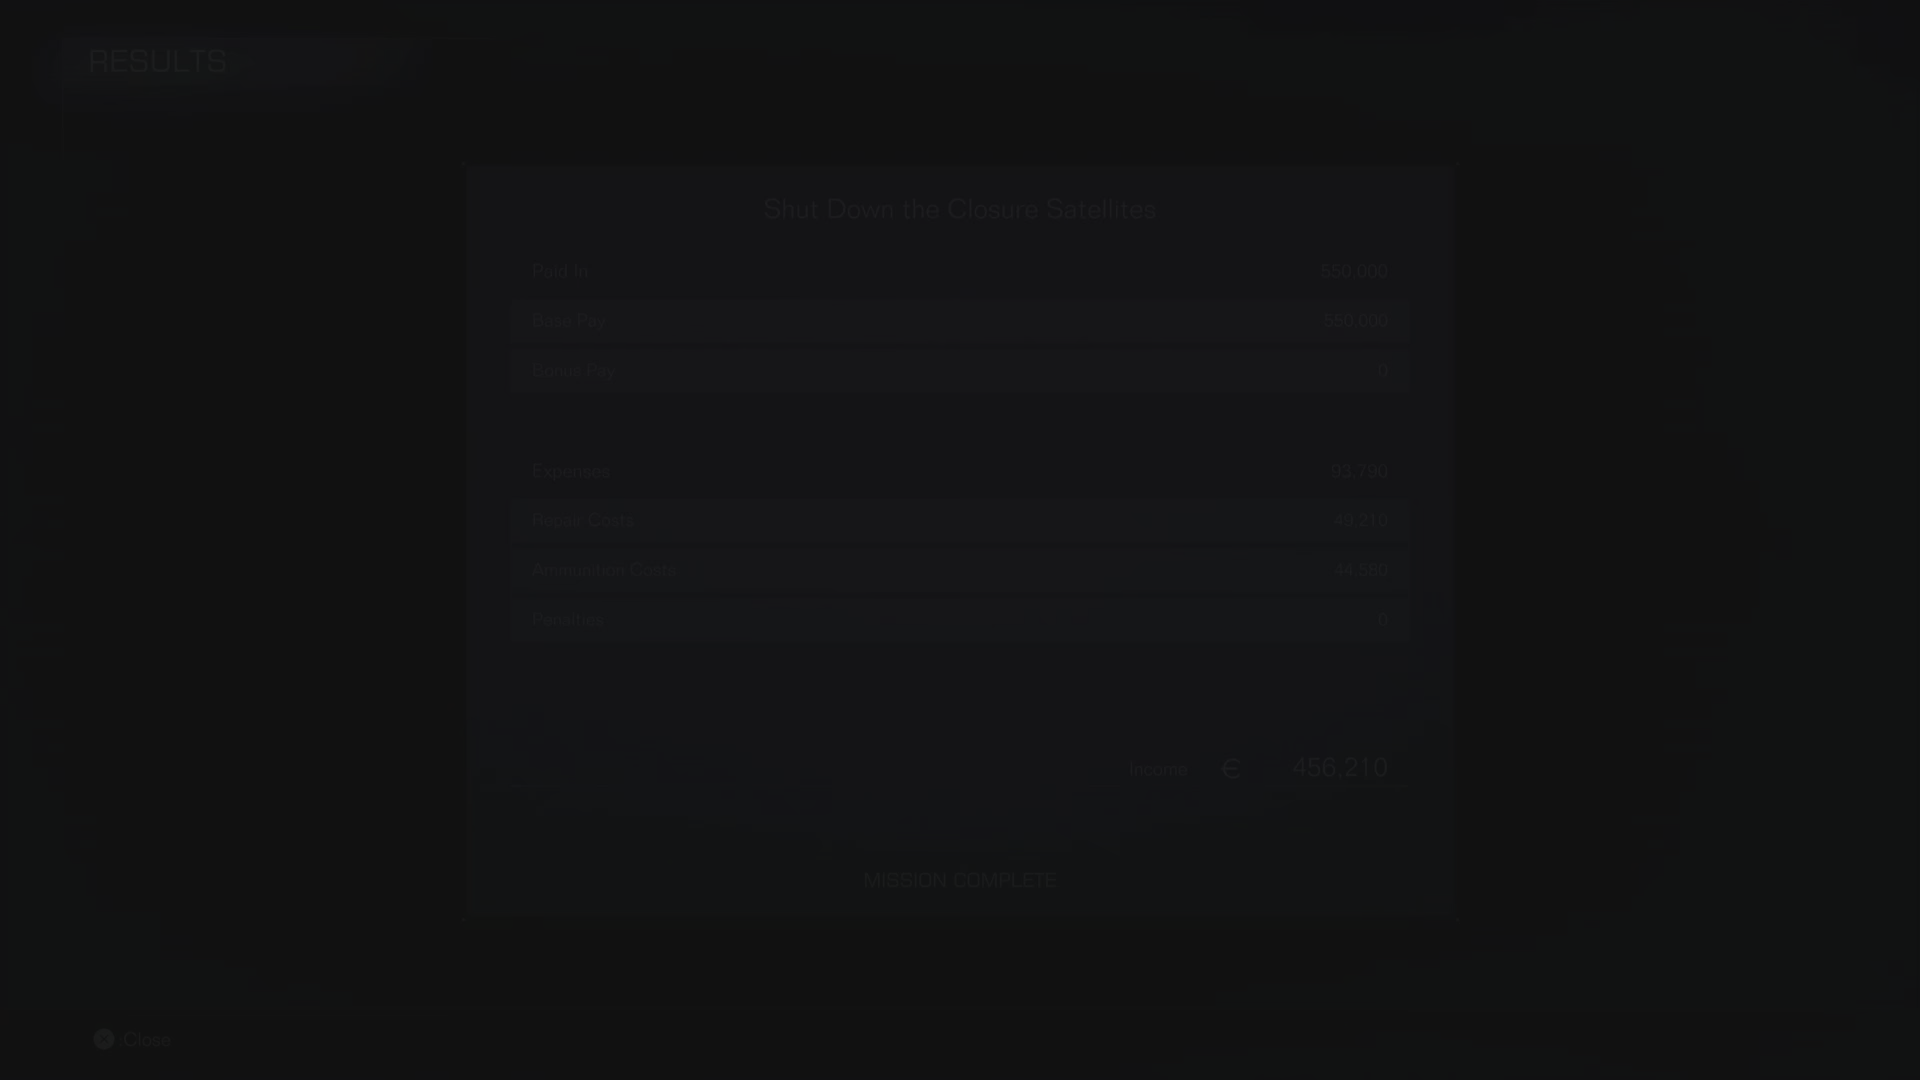 RESULTS
Shut Down the Closure Satellites
Paid In 550,000
Base Pay 550,000
Bonus Pay 0
Expenses 93,790
Repair Costs 49,210
Ammunition Costs 44,580
Penalties 0
Income 456,210
MISSION COMPLETE
:Close